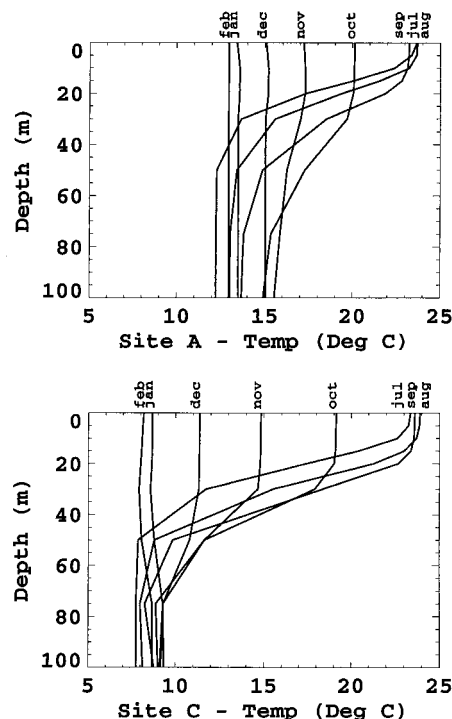 feb jan dec nov oct sep jul aug
0
20
40
60
80
100
Depth (m)
5 10 15 20 25
Site A - Temp (Deg C)
feb jan dec nov oct jul sep aug
0
20
40
60
80
100
Depth (m)
5 10 15 20 25
Site C - Temp (Deg C)